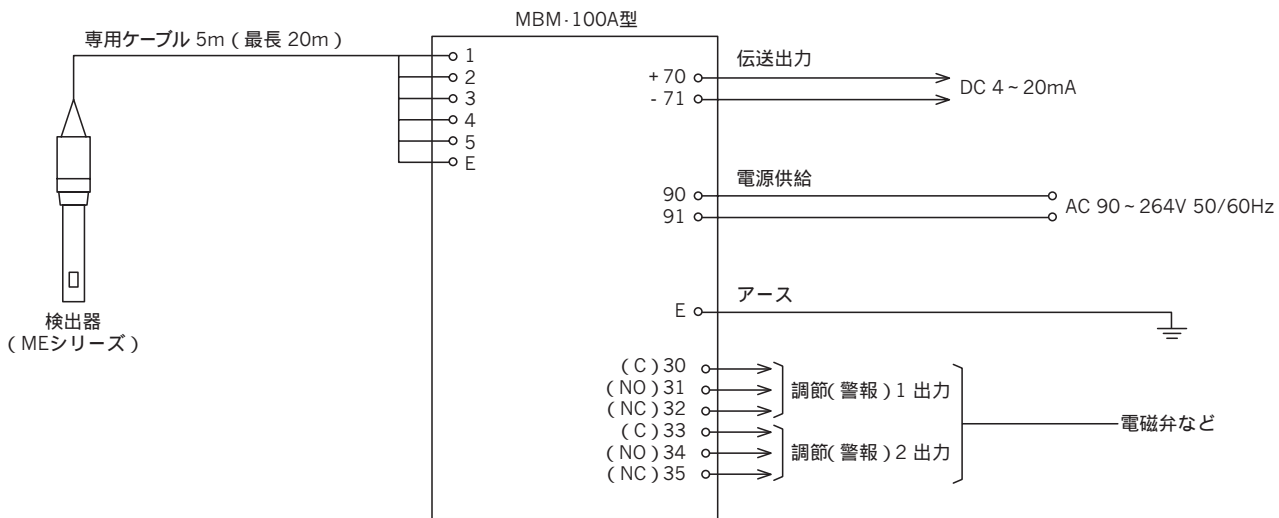 MBM-100A型
専用ケーブル 5m ( 最長 20m )
1
2
3
4
5
E
検出器
( MEシリーズ )
+ 70
- 71
伝送出力
DC 4 ~ 20mA
90
91
電源供給
AC 90 ~ 264V 50/60Hz
E
アース
( C ) 30
( NO ) 31
( NC ) 32
調節( 警報 ) 1 出力
( C ) 33
( NO ) 34
( NC ) 35
調節( 警報 ) 2 出力
電磁弁など